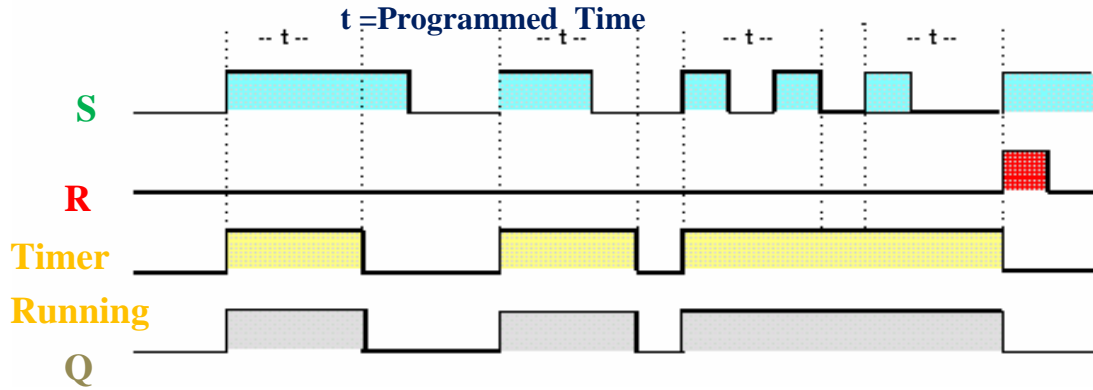 t =Programmed Time
-- t -- -- t -- -- t -- -- t --
S
R
Timer
Running
Q